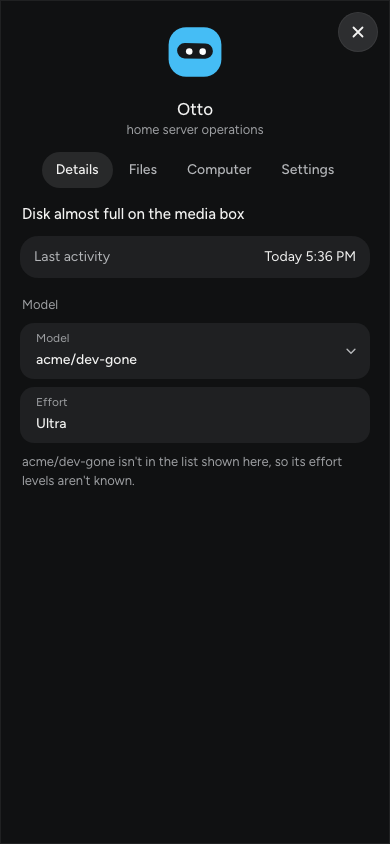 Otto
home server operations
Details Files Computer Settings
Disk almost full on the media box
Last activity Today 5:36 PM
Model
Model
acme/dev-gone
Effort
Ultra
acme/dev-gone isn't in the list shown here, so its effort
levels aren't known.